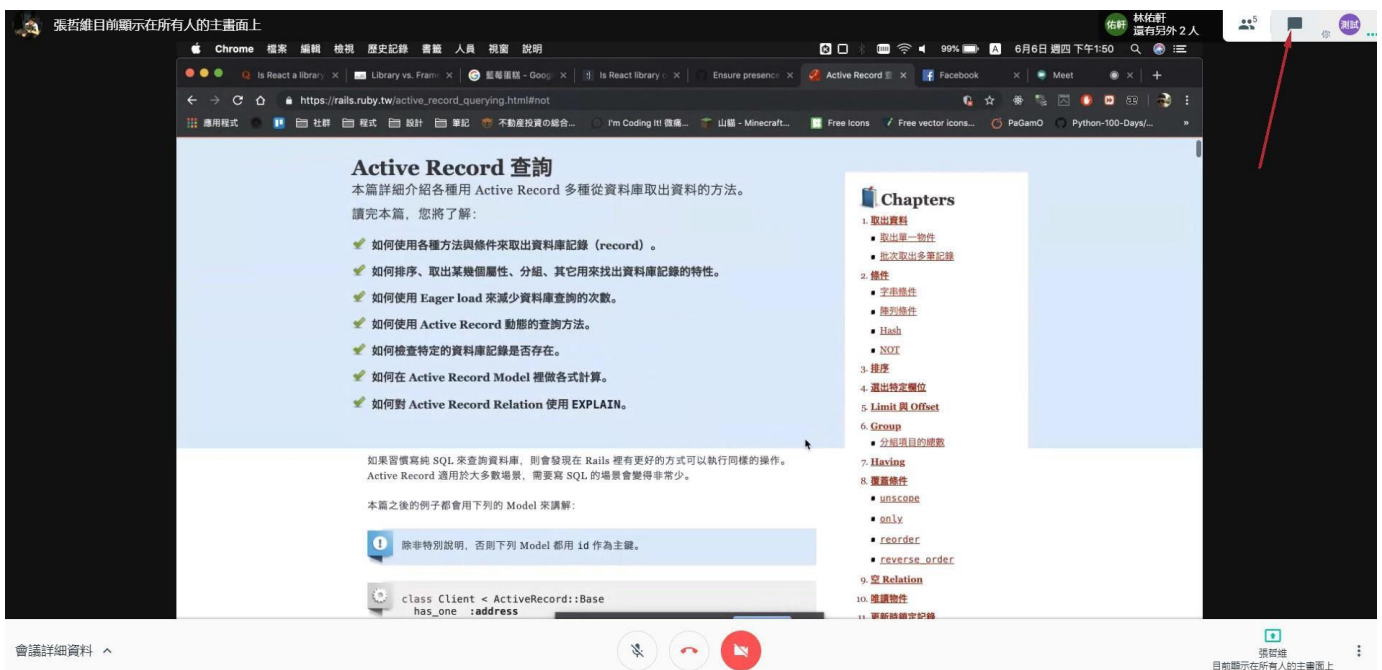 張哲維目前顯示在所有人的主畫面上
佑軒
林佑軒
還有另外 2 人
5
你
測試
Chrome 檔案 編輯 檢視 歷史記錄 書籤 人員 視窗 說明
99%
A
6月6日 週四 下午1:50
Is React a library
Library vs. Frame
藍莓蛋糕 - Goog
Is React library o
Ensure presence
Active Record 查
Facebook
Meet
https://rails.ruby.tw/active_record_querying.html#not
應用程式
社群
程式
設計
筆記
不動産投資の総合...
I'm Coding It! 微痛...
山貓 - Minecraft...
Free Icons
Free vector icons...
PaGamO
Python-100-Days/...
»
Active Record 查詢
本篇詳細介紹各種用 Active Record 多種從資料庫取出資料的方法。
讀完本篇，您將了解：
如何使用各種方法與條件來取出資料庫記錄（record）。
如何排序、取出某幾個屬性、分組、其它用來找出資料庫記錄的特性。
如何使用 Eager load 來減少資料庫查詢的次數。
如何使用 Active Record 動態的查詢方法。
如何檢查特定的資料庫記錄是否存在。
如何在 Active Record Model 裡做各式計算。
如何對 Active Record Relation 使用 EXPLAIN。
Chapters
1. 取出資料
取出單一物件
批次取出多筆記錄
2. 條件
字串條件
陣列條件
Hash
NOT
3. 排序
4. 選出特定欄位
5. Limit 與 Offset
6. Group
分組項目的總數
7. Having
8. 覆蓋條件
unscope
only
reorder
reverse_order
9. 空 Relation
10. 唯讀物件
11. 更新時鎖定記錄
如果習慣寫純 SQL 來查詢資料庫，則會發現在 Rails 裡有更好的方式可以執行同樣的操作。
Active Record 適用於大多數場景，需要寫 SQL 的場景會變得非常少。
本篇之後的例子都會用下列的 Model 來講解：
除非特別說明，否則下列 Model 都用 id 作為主鍵。
class Client < ActiveRecord::Base
has_one :address
會議詳細資料
張哲維
目前顯示在所有人的主畫面上